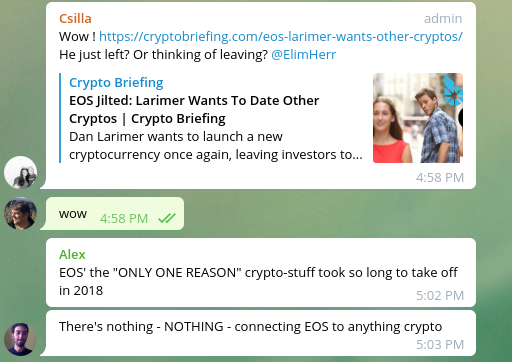 Csilla admin
Wow ! https://cryptobriefing.com/eos-larimer-wants-other-cryptos/
He just left? Or thinking of leaving? @ElimHerr
Crypto Briefing
EOS Jilted: Larimer Wants To Date Other
Cryptos | Crypto Briefing
Dan Larimer wants to launch a new
cryptocurrency once again, leaving investors to…
4:58 PM
wow 4:58 PM
Alex
EOS' the "ONLY ONE REASON" crypto-stuff took so long to take off
in 2018
5:02 PM
There's nothing - NOTHING - connecting EOS to anything crypto
5:03 PM